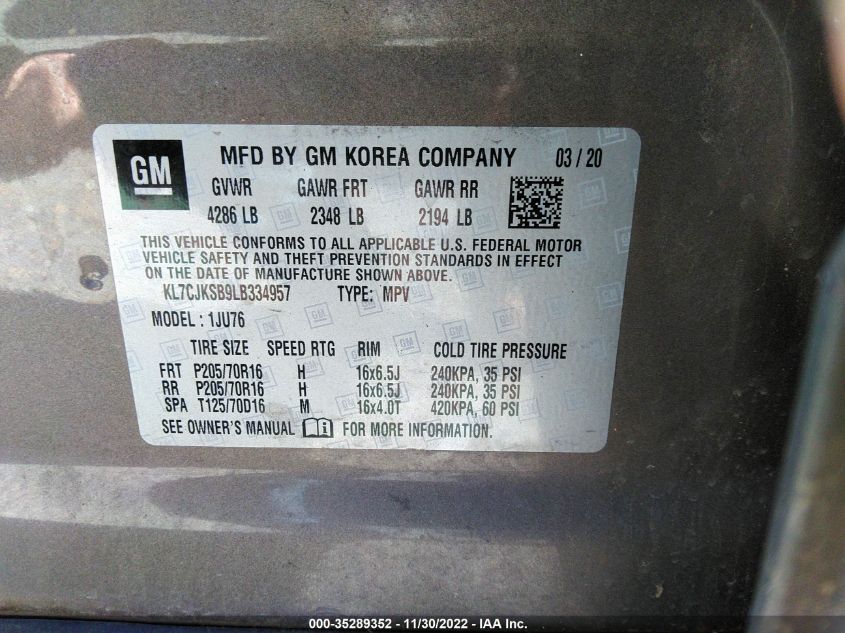 GM MFD BY GM KOREA COMPANY 03/20
GVWR GAWR FRT GAWR RR
4286 LB 2348 LB 2194 LB
THIS VEHICLE CONFORMS TO ALL APPLICABLE U.S. FEDERAL MOTOR
VEHICLE SAFETY AND THEFT PREVENTION STANDARDS IN EFFECT
ON THE DATE OF MANUFACTURE SHOWN ABOVE.
KL7CJKSB9LB334957 TYPE: MPV
MODEL : 1JU76
TIRE SIZE SPEED RTG RIM COLD TIRE PRESSURE
FRT P205/70R16 H 16x6.5J 240KPA, 35 PSI
RR P205/70R16 H 16x6.5J 240KPA, 35 PSI
SPA T125/70D16 M 16x4.0T 420KPA, 60 PSI
SEE OWNER'S MANUAL FOR MORE INFORMATION.
000-35289352 - 11/30/2022 - IAA Inc.